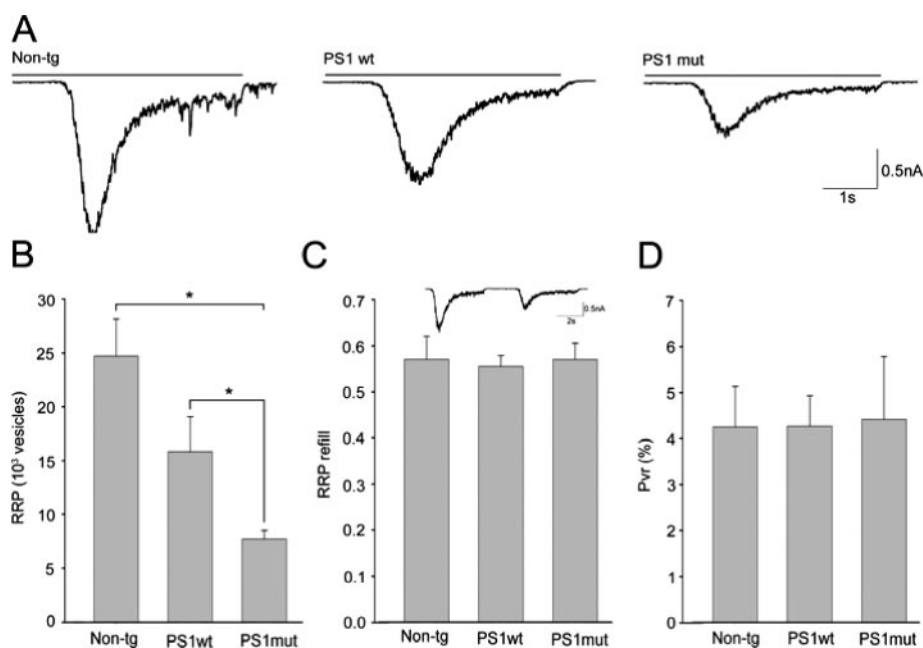 A
Non-tg
PS1 wt
PS1 mut
0.5nA
1s
B
RRP (10³ vesicles)
30
25
20
15
10
5
0
*
*
Non-tg PS1wt PS1mut
C
RRP refill
0.7
0.6
0.5
0.4
0.3
0.2
0.1
0.0
0.5nA
2s
Non-tg PS1wt PS1mut
D
Pvr (%)
7
6
5
4
3
2
1
0
Non-tg PS1wt PS1mut